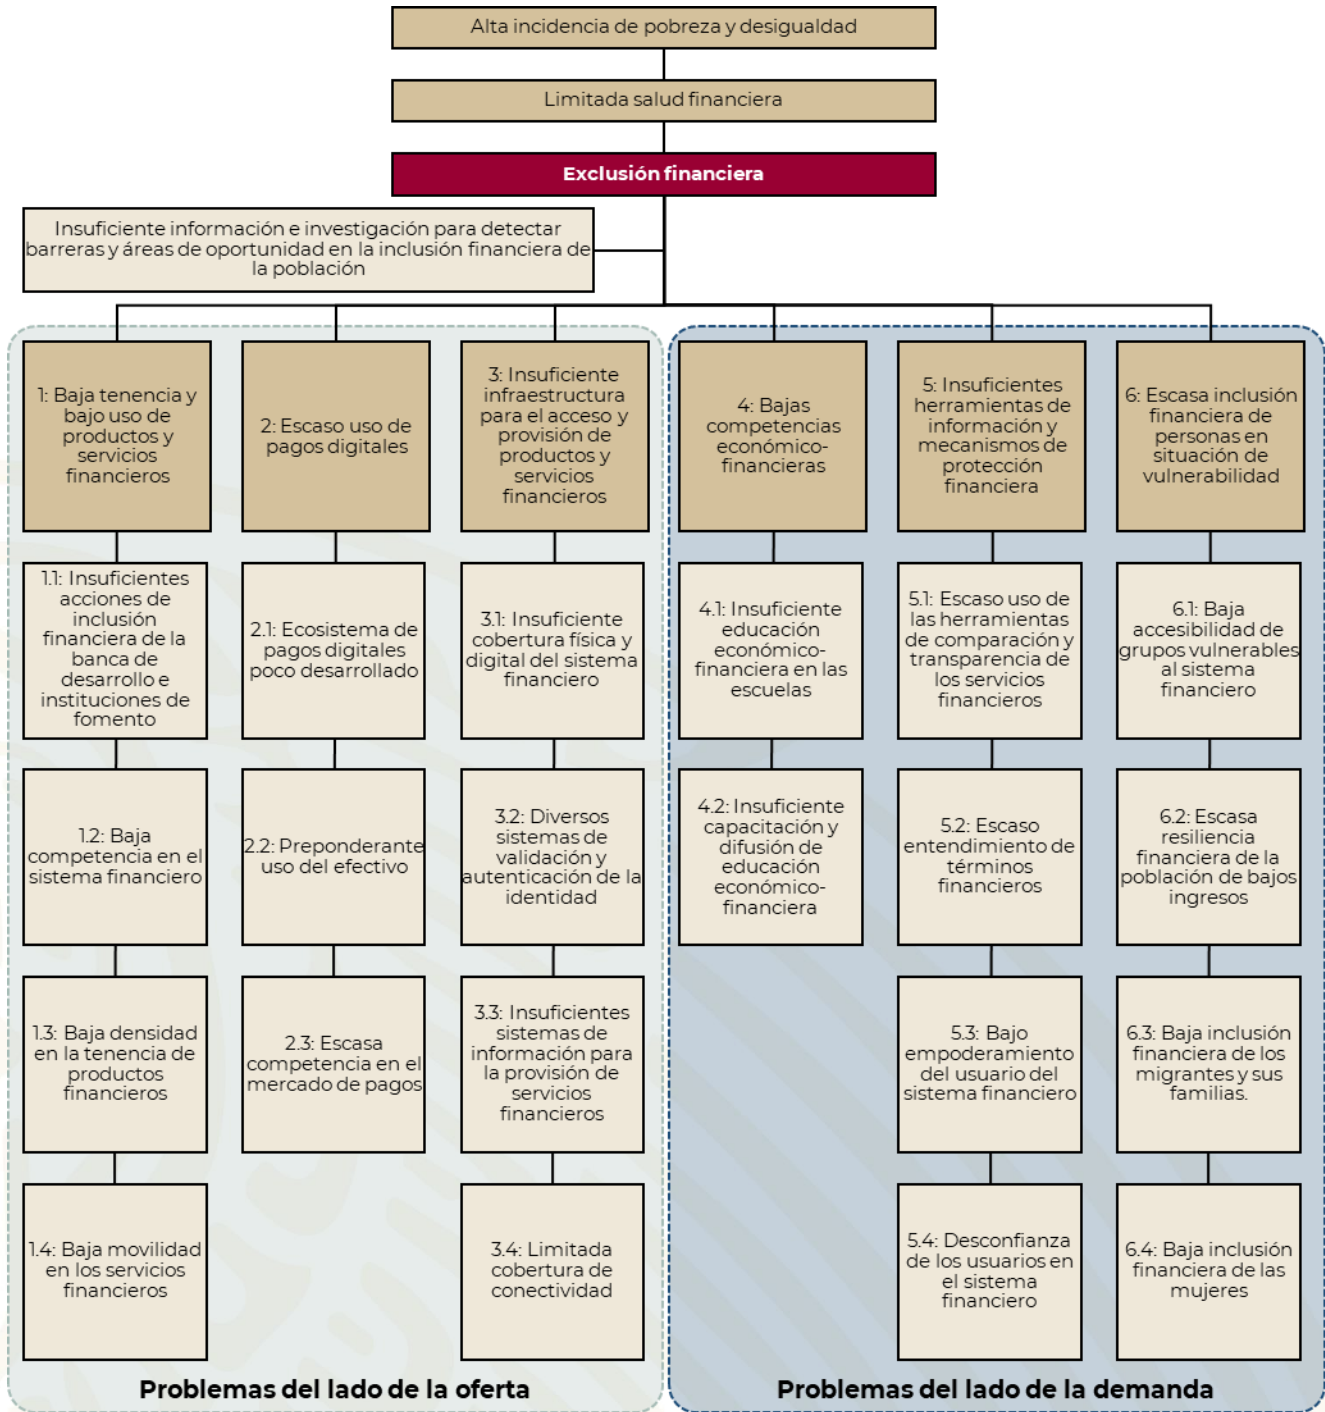 Alta incidencia de pobreza y desigualdad
Limitada salud financiera
Exclusión financiera
Insuficiente información e investigación para detectar
barreras y áreas de oportunidad en la inclusión financiera de
la población
1: Baja tenencia y
bajo uso de
productos y
servicios
financieros
2: Escaso uso de
pagos digitales
3: Insuficiente
infraestructura
para el acceso y
provisión de
productos y
servicios
financieros
4: Bajas
competencias
económico-
financieras
5: Insuficientes
herramientas de
información y
mecanismos de
protección
financiera
6: Escasa inclusión
financiera de
personas en
situación de
vulnerabilidad
1.1: Insuficientes
acciones de
inclusión
financiera de la
banca de
desarrollo e
instituciones de
fomento
2.1: Ecosistema de
pagos digitales
poco desarrollado
3.1: Insuficiente
cobertura física y
digital del sistema
financiero
4.1: Insuficiente
educación
económico-
financiera en las
escuelas
5.1: Escaso uso de
las herramientas
de comparación y
transparencia de
los servicios
financieros
6.1: Baja
accesibilidad de
grupos vulnerables
al sistema
financiero
1.2: Baja
competencia en el
sistema financiero
2.2: Preponderante
uso del efectivo
3.2: Diversos
sistemas de
validación y
autenticación de la
identidad
4.2: Insuficiente
capacitación y
difusión de
educación
económico-
financiera
5.2: Escaso
entendimiento de
términos
financieros
6.2: Escasa
resiliencia
financiera de la
población de bajos
ingresos
1.3: Baja densidad
en la tenencia de
productos
financieros
2.3: Escasa
competencia en el
mercado de pagos
3.3: Insuficientes
sistemas de
información para
la provisión de
servicios
financieros
5.3: Bajo
empoderamiento
del usuario del
sistema financiero
6.3: Baja inclusión
financiera de los
migrantes y sus
familias.
1.4: Baja movilidad
en los servicios
financieros
3.4: Limitada
cobertura de
conectividad
5.4: Desconfianza
de los usuarios en
el sistema
financiero
6.4: Baja inclusión
financiera de las
mujeres
Problemas del lado de la oferta
Problemas del lado de la demanda